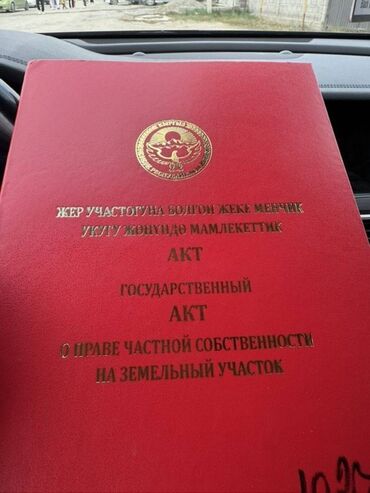 ЖЕР УЧАСТОГУНА БОЛГОН ЖЕКЕ МЕНЧИК
УКУГУ ЖӨНҮНДӨ МАМЛЕКЕТТИК
АКТ
ГОСУДАРСТВЕННЫЙ
АКТ
О ПРАВЕ ЧАСТНОЙ СОБСТВЕННОСТИ
НА ЗЕМЕЛЬНЫЙ УЧАСТОК